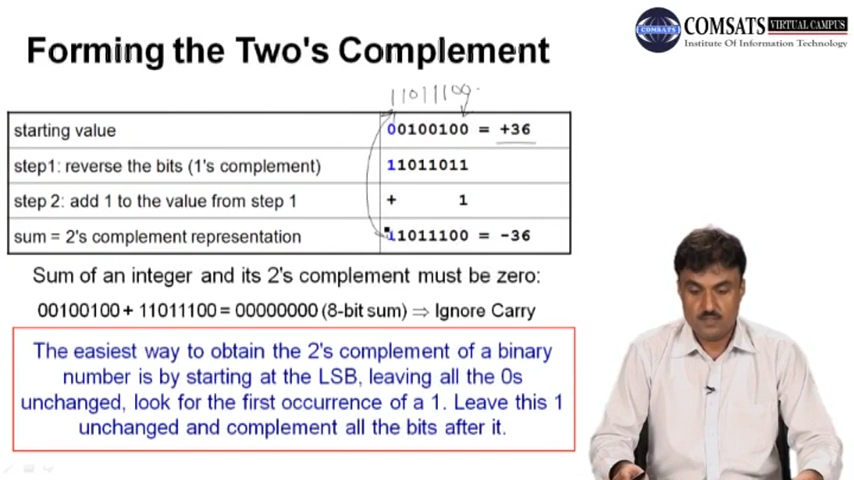 COMSATS VIRTUAL CAMPUS
Institute Of Information Technology
COMSATS
Forming the Two's Complement
11011100
starting value 00100100 = +36
step1: reverse the bits (1's complement) 11011011
step 2: add 1 to the value from step 1 + 1
sum = 2's complement representation 11011100 = -36
Sum of an integer and its 2's complement must be zero:
00100100 + 11011100 = 00000000 (8-bit sum) ⇒ Ignore Carry
The easiest way to obtain the 2's complement of a binary
number is by starting at the LSB, leaving all the 0s
unchanged, look for the first occurrence of a 1. Leave this 1
unchanged and complement all the bits after it.